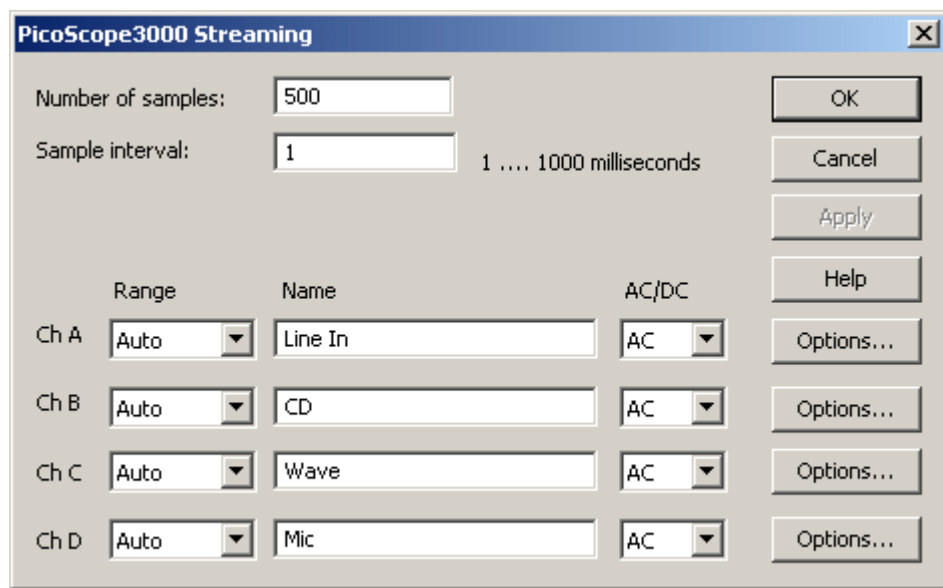 PicoScope3000 Streaming
Number of samples: 500 OK
Sample interval: 1 1 .... 1000 milliseconds Cancel
Apply
Help
Range Name AC/DC
Ch A Auto Line In AC Options...
Ch B Auto CD AC Options...
Ch C Auto Wave AC Options...
Ch D Auto Mic AC Options...